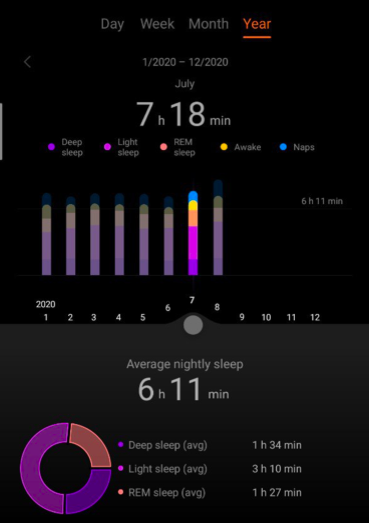 Day Week Month Year
1/2020 – 12/2020
July
7 h 18 min
Deep sleep Light sleep REM sleep Awake Naps
6 h 11 min
2020
1 2 3 4 5 6 7 8 9 10 11 12
Average nightly sleep
6 h 11 min
Deep sleep (avg) 1 h 34 min
Light sleep (avg) 3 h 10 min
REM sleep (avg) 1 h 27 min